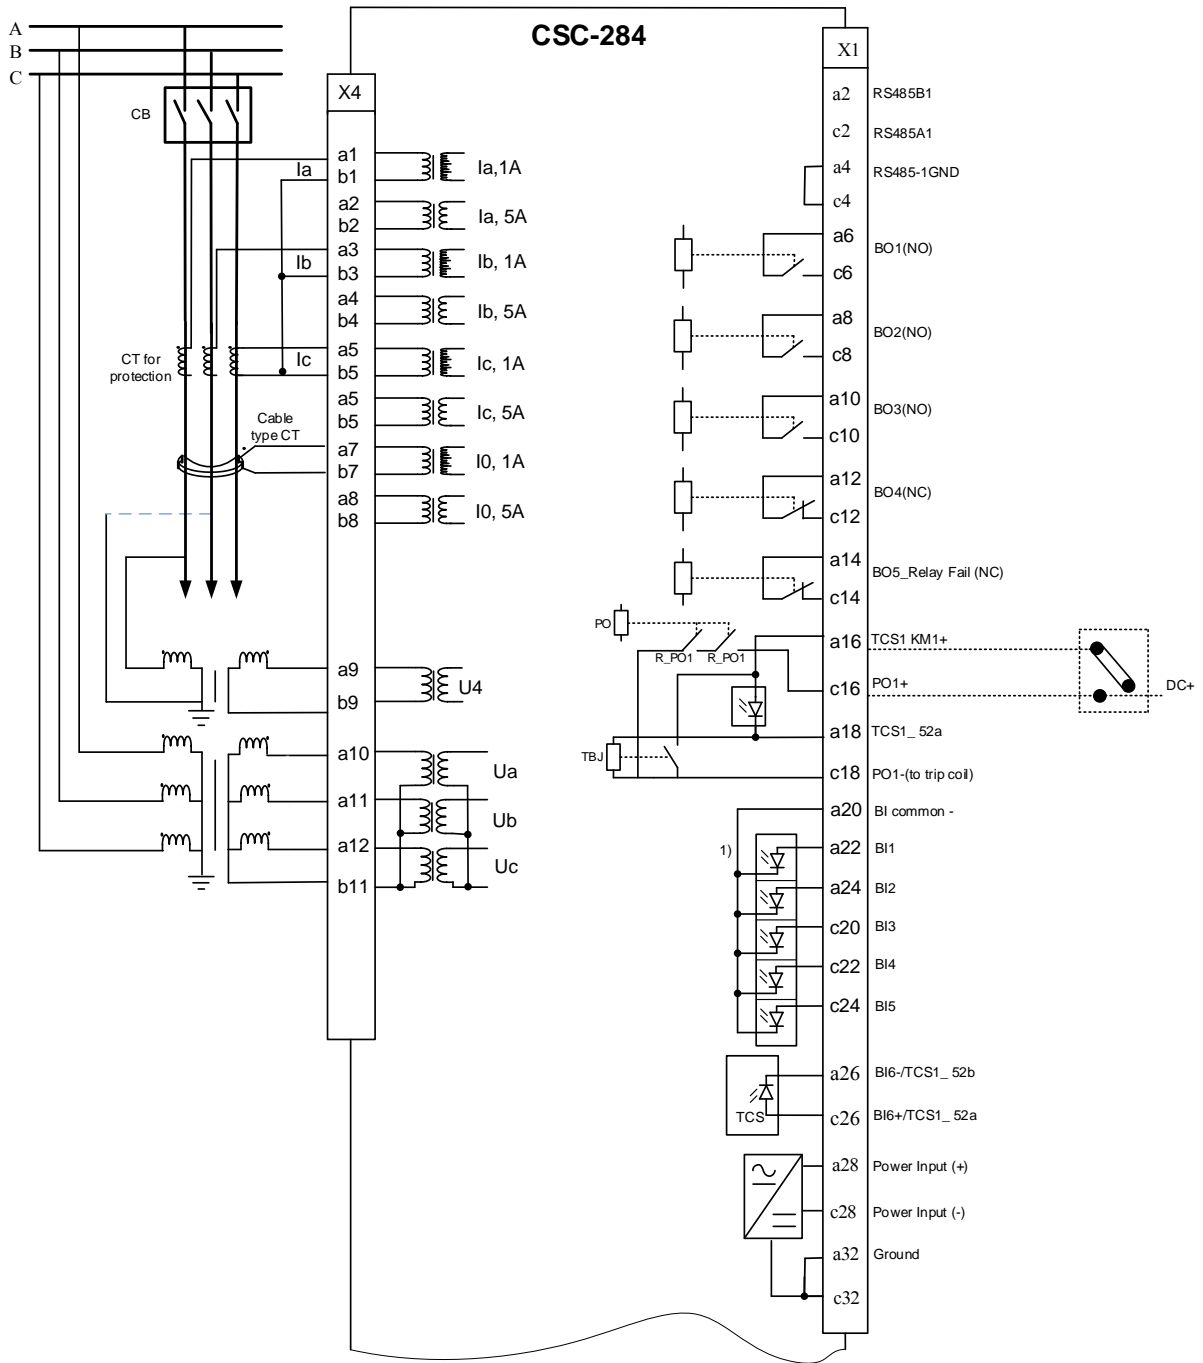 CSC-284
A
B
C
CB
X4
a1
b1
a2
b2
a3
b3
a4
b4
a5
b5
a5
b5
a7
b7
a8
b8
a9
b9
a10
a11
a12
b11
Ia
Ib
Ic
CT for
protection
Cable
type CT
Ia,1A
Ia, 5A
Ib, 1A
Ib, 5A
Ic, 1A
Ic, 5A
I0, 1A
I0, 5A
U4
Ua
Ub
Uc
X1
a2 RS485B1
c2 RS485A1
a4 RS485-1GND
c4
a6
BO1(NO)
c6
a8
BO2(NO)
c8
a10
BO3(NO)
c10
a12
BO4(NC)
c12
a14
BO5_Relay Fail (NC)
c14
PO
R_PO1 R_PO1
a16 TCS1 KM1+
c16 PO1+
DC+
a18 TCS1_ 52a
TBJ
c18 PO1-(to trip coil)
a20 BI common -
1)
a22 BI1
a24 BI2
c20 BI3
c22 BI4
c24 BI5
a26 BI6-/TCS1_ 52b
TCS
c26 BI6+/TCS1_ 52a
a28 Power Input (+)
c28 Power Input (-)
a32 Ground
c32